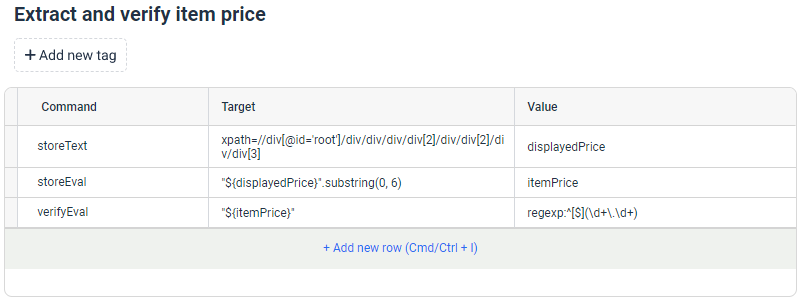 Extract and verify item price
+ Add new tag
Command Target Value
storeText xpath=//div[@id='root']/div/div/div/div[2]/div/div[2]/di
v/div[3] displayedPrice
storeEval "${displayedPrice}".substring(0, 6) itemPrice
verifyEval "${itemPrice}" regexp:^[$](\d+\.\d+)
+ Add new row (Cmd/Ctrl + I)